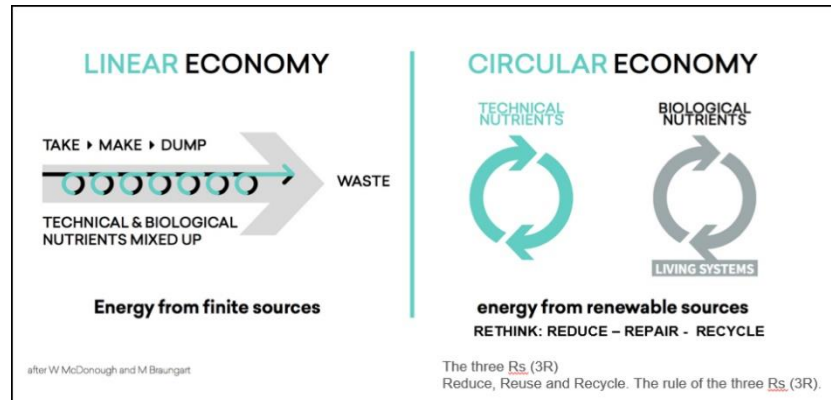 LINEAR ECONOMY
TAKE ▸ MAKE ▸ DUMP
WASTE
TECHNICAL & BIOLOGICAL
NUTRIENTS MIXED UP
Energy from finite sources
after W McDonough and M Braungart
CIRCULAR ECONOMY
TECHNICAL
NUTRIENTS
BIOLOGICAL
NUTRIENTS
LIVING SYSTEMS
energy from renewable sources
RETHINK: REDUCE – REPAIR - RECYCLE
The three Rs (3R)
Reduce, Reuse and Recycle. The rule of the three Rs (3R).